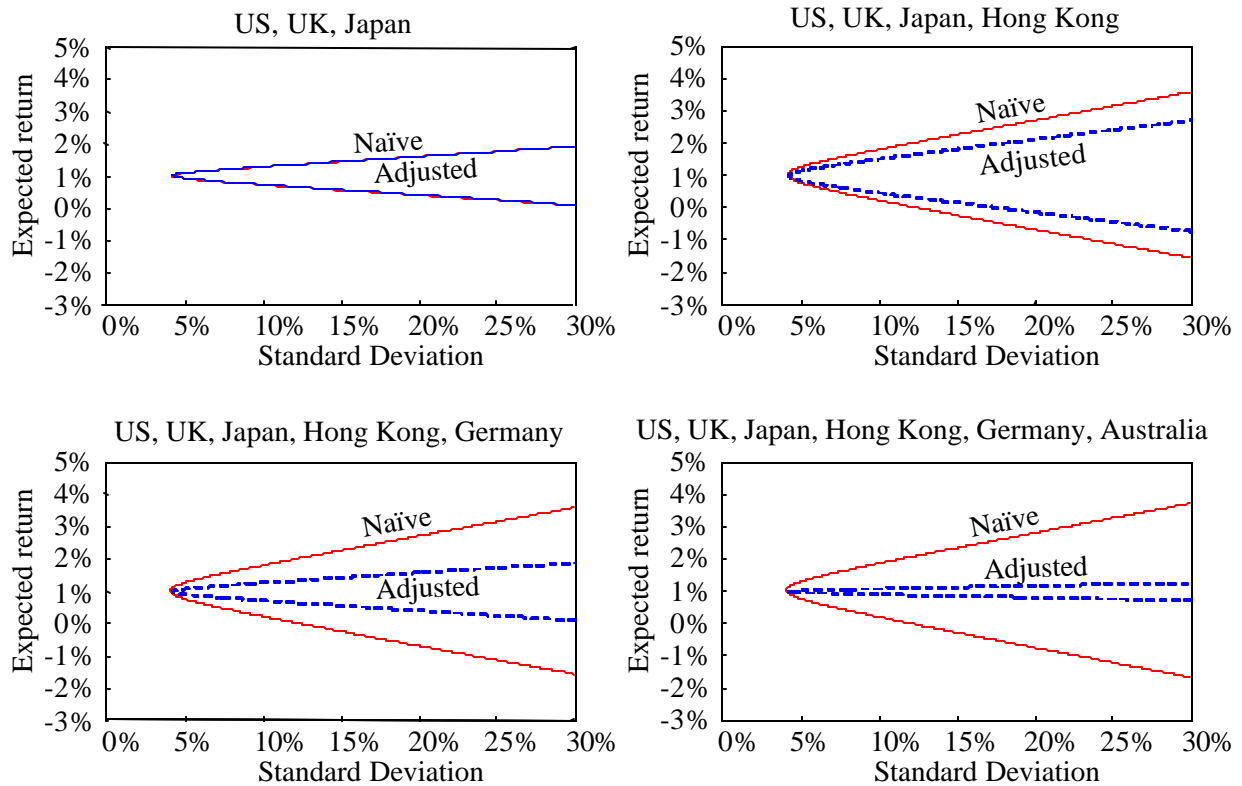 US, UK, Japan
5%
4%
3%
2%
1%
0%
-1%
-2%
-3%
Expected return
Naïve
Adjusted
0% 5% 10% 15% 20% 25% 30%
Standard Deviation
US, UK, Japan, Hong Kong
5%
4%
3%
2%
1%
0%
-1%
-2%
-3%
Expected return
Naïve
Adjusted
0% 5% 10% 15% 20% 25% 30%
Standard Deviation
US, UK, Japan, Hong Kong, Germany
5%
4%
3%
2%
1%
0%
-1%
-2%
-3%
Expected return
Naïve
Adjusted
0% 5% 10% 15% 20% 25% 30%
Standard Deviation
US, UK, Japan, Hong Kong, Germany, Australia
5%
4%
3%
2%
1%
0%
-1%
-2%
-3%
Expected return
Naïve
Adjusted
0% 5% 10% 15% 20% 25% 30%
Standard Deviation